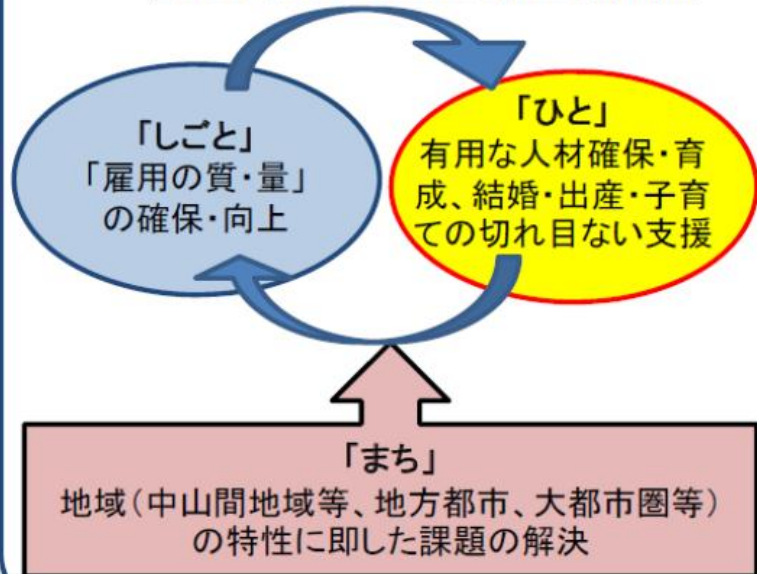 「しごと」
「雇用の質・量」
の確保・向上
「ひと」
有用な人材確保・育
成、結婚・出産・子育
ての切れ目ない支援
「まち」
地域（中山間地域等、地方都市、大都市圏等）
の特性に即した課題の解決